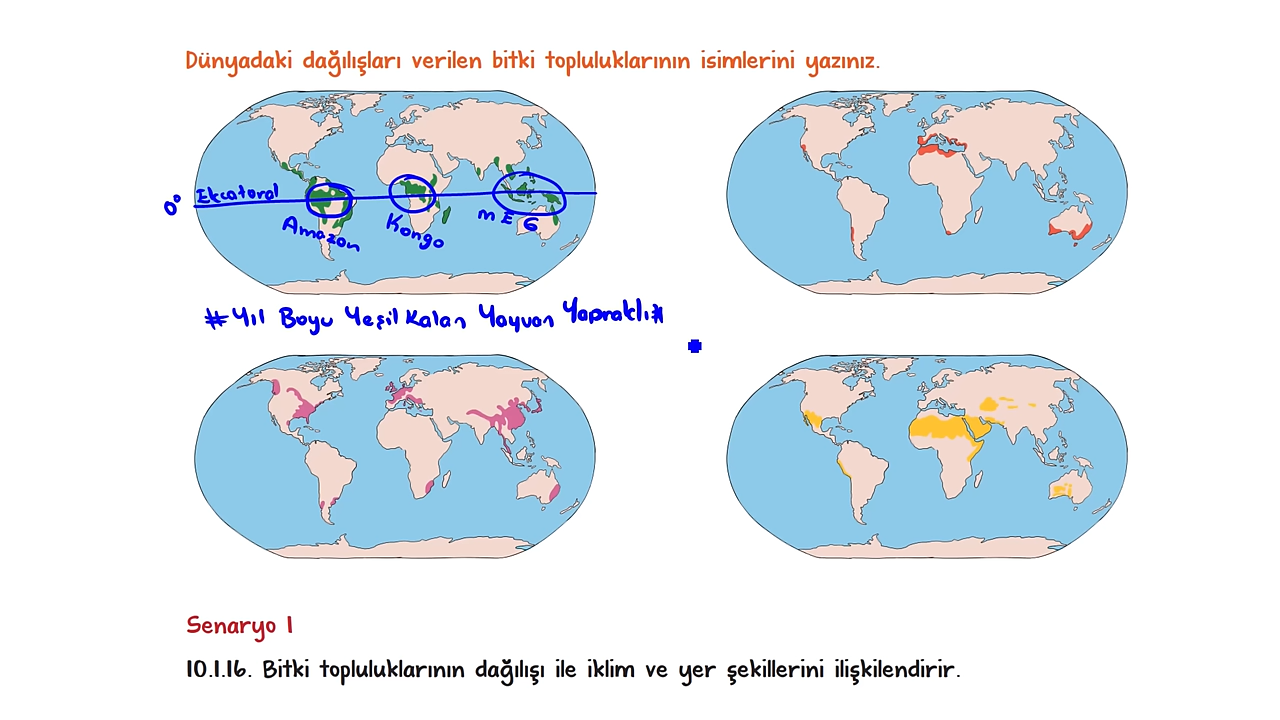 Dünyadaki dağılışları verilen bitki topluluklarının isimlerini yazınız.
0° Ekvatoral
Amazon
Kongo
M E G
# Yıl Boyu Yeşil Kalan Yayvan Yapraklı #
Senaryo 1
10.1.16. Bitki topluluklarının dağılışı ile iklim ve yer şekillerini ilişkilendirir.